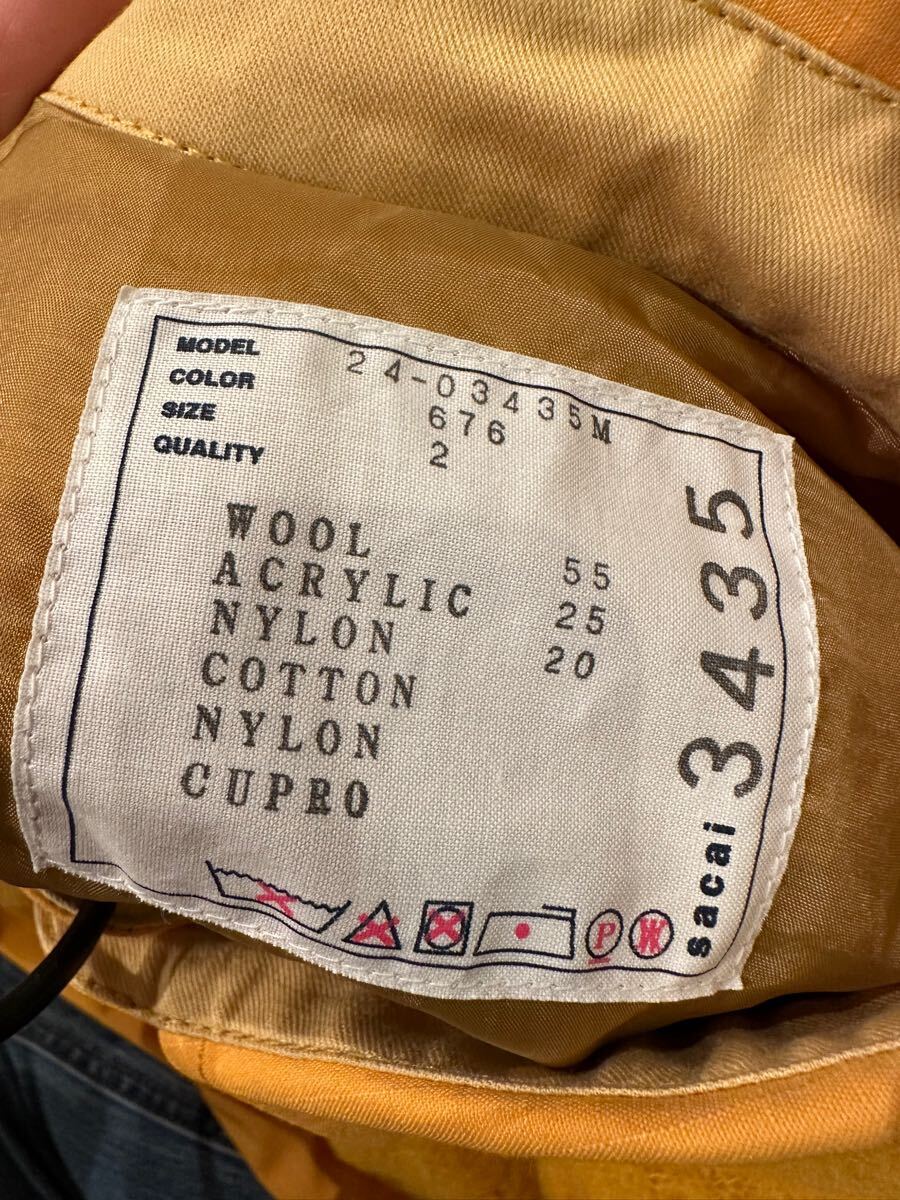 MODEL 24-03435M
COLOR 676
SIZE 2
QUALITY
WOOL 55
ACRYLIC 25
NYLON 20
COTTON
NYLON
CUPRO
P W
sacai 3435